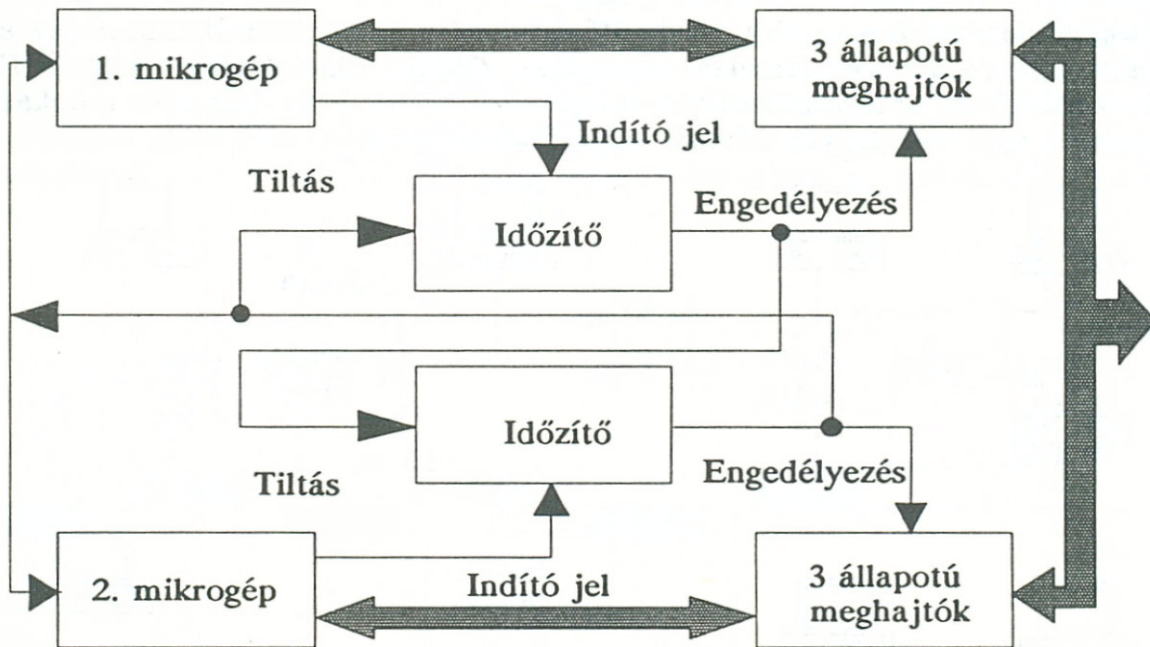 1. mikrogép
3 állapotú
meghajtók
Indító jel
Tiltás
Időzítő
Engedélyezés
Időzítő
Tiltás
Engedélyezés
2. mikrogép
Indító jel
3 állapotú
meghajtók